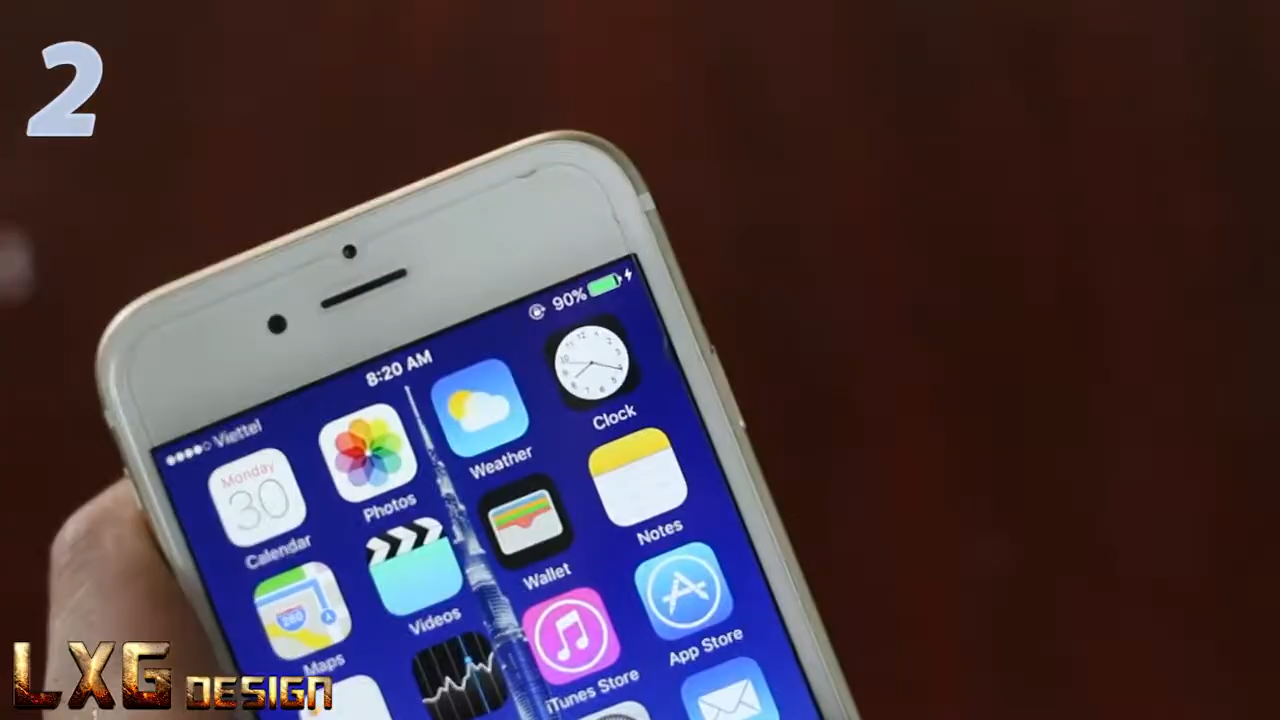 2
Viettel
8:20 AM
90%
Monday
30
Calendar
Photos
Weather
Clock
Maps
Videos
Wallet
Notes
280
iTunes Store
App Store
LXG DESIGN